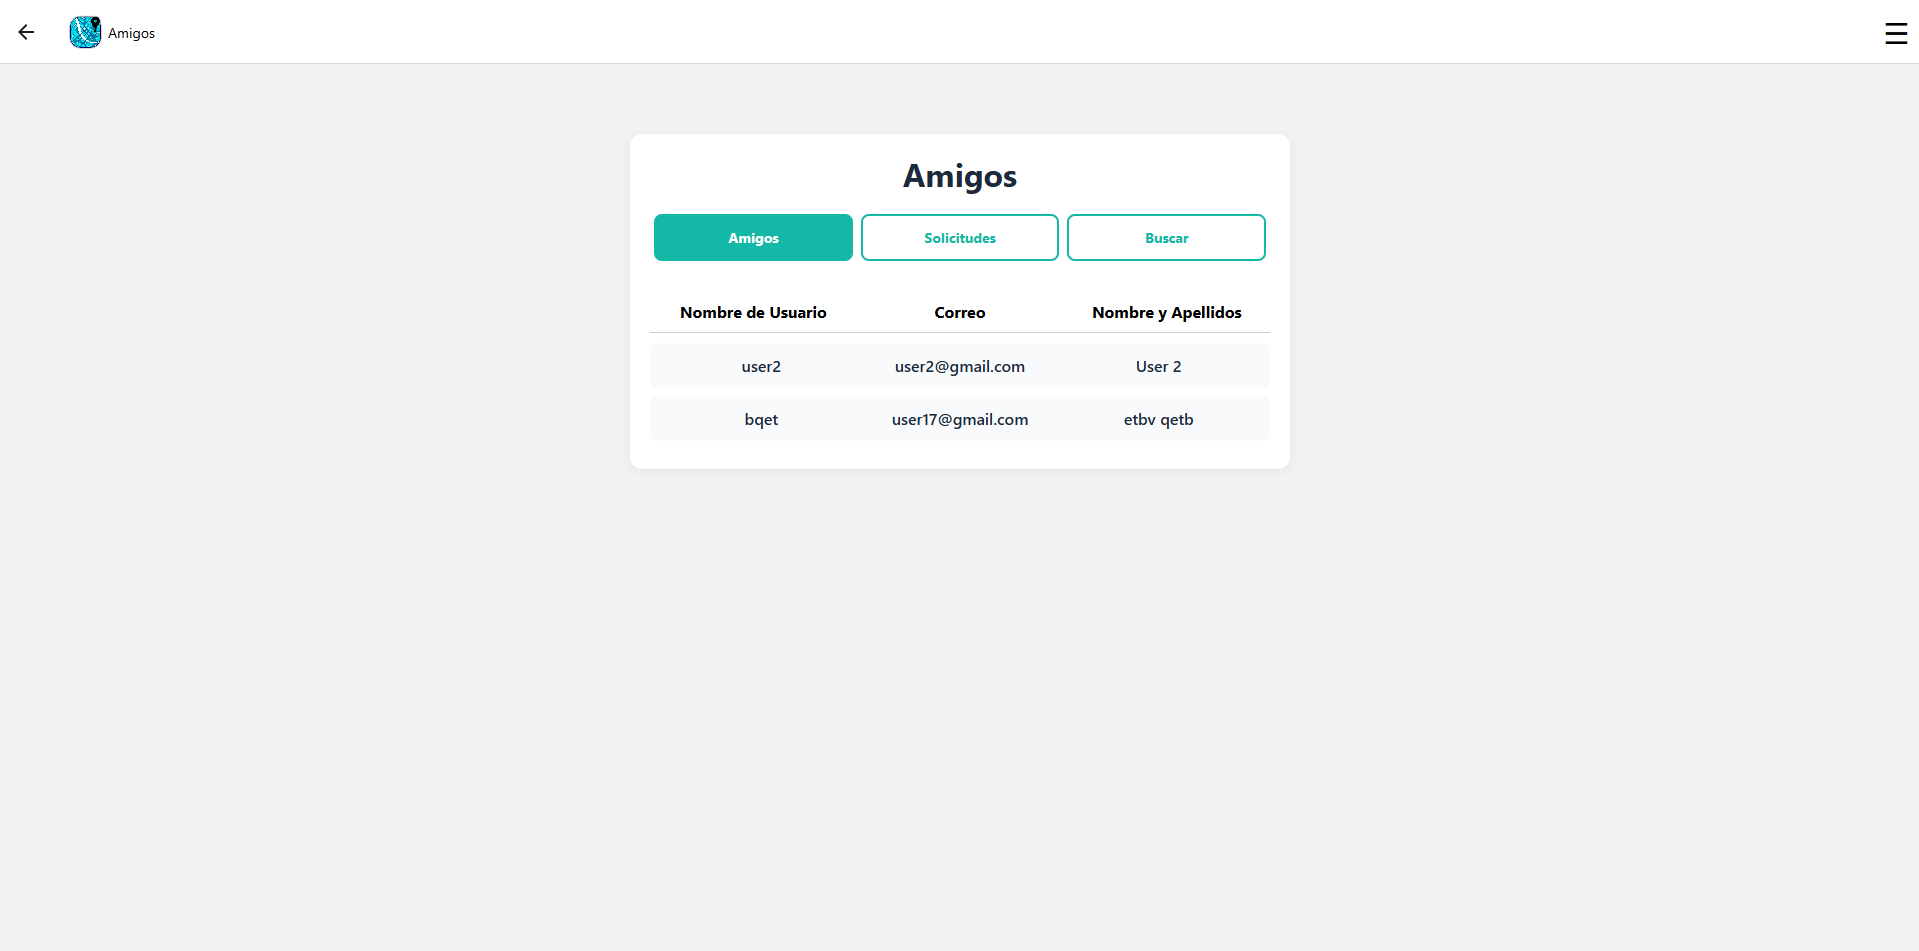 Amigos
Amigos
Amigos Solicitudes Buscar
Nombre de Usuario Correo Nombre y Apellidos
user2 user2@gmail.com User 2
bqet user17@gmail.com etbv qetb